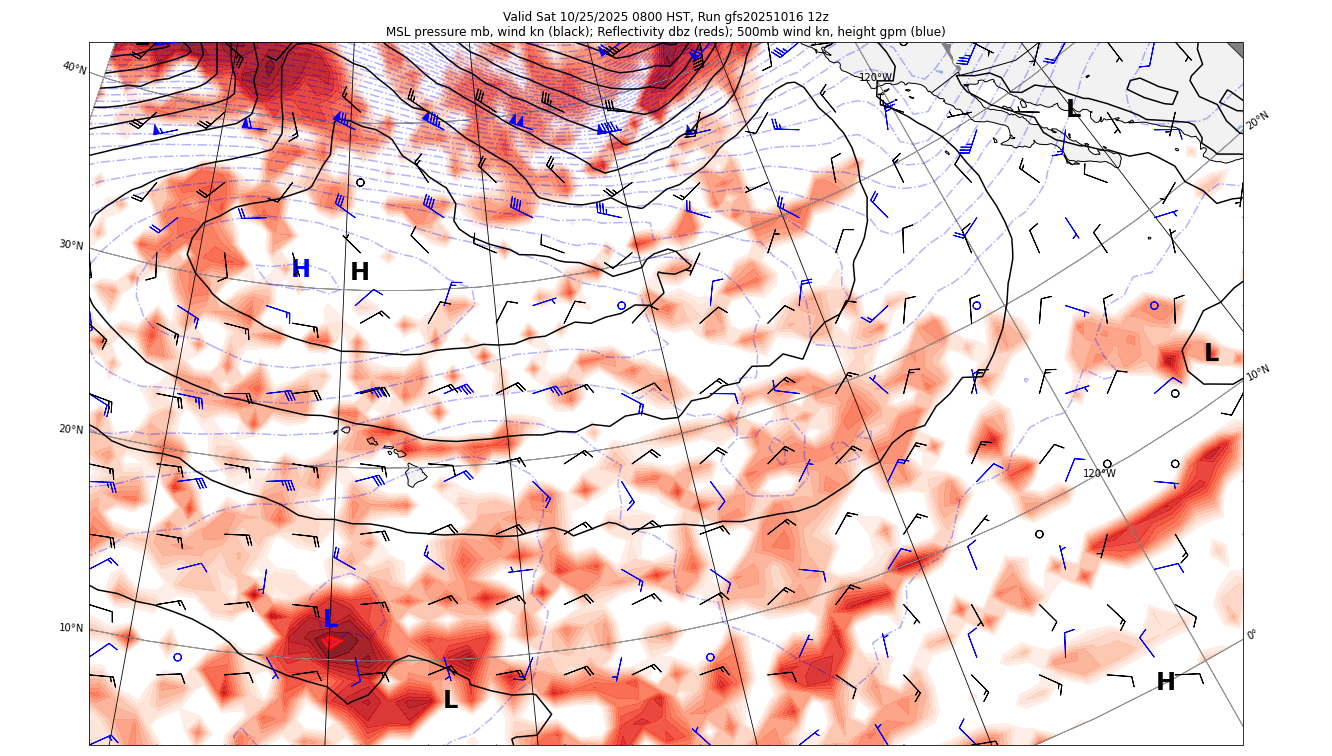 Valid Sat 10/25/2025 0800 HST, Run gfs20251016 12z
MSL pressure mb, wind kn (black); Reflectivity dbz (reds); 500mb wind kn, height gpm (blue)
40°N
120°W
L
20°N
30°N
H
H
L
10°N
20°N
120°W
10°N
L
0°
L
H